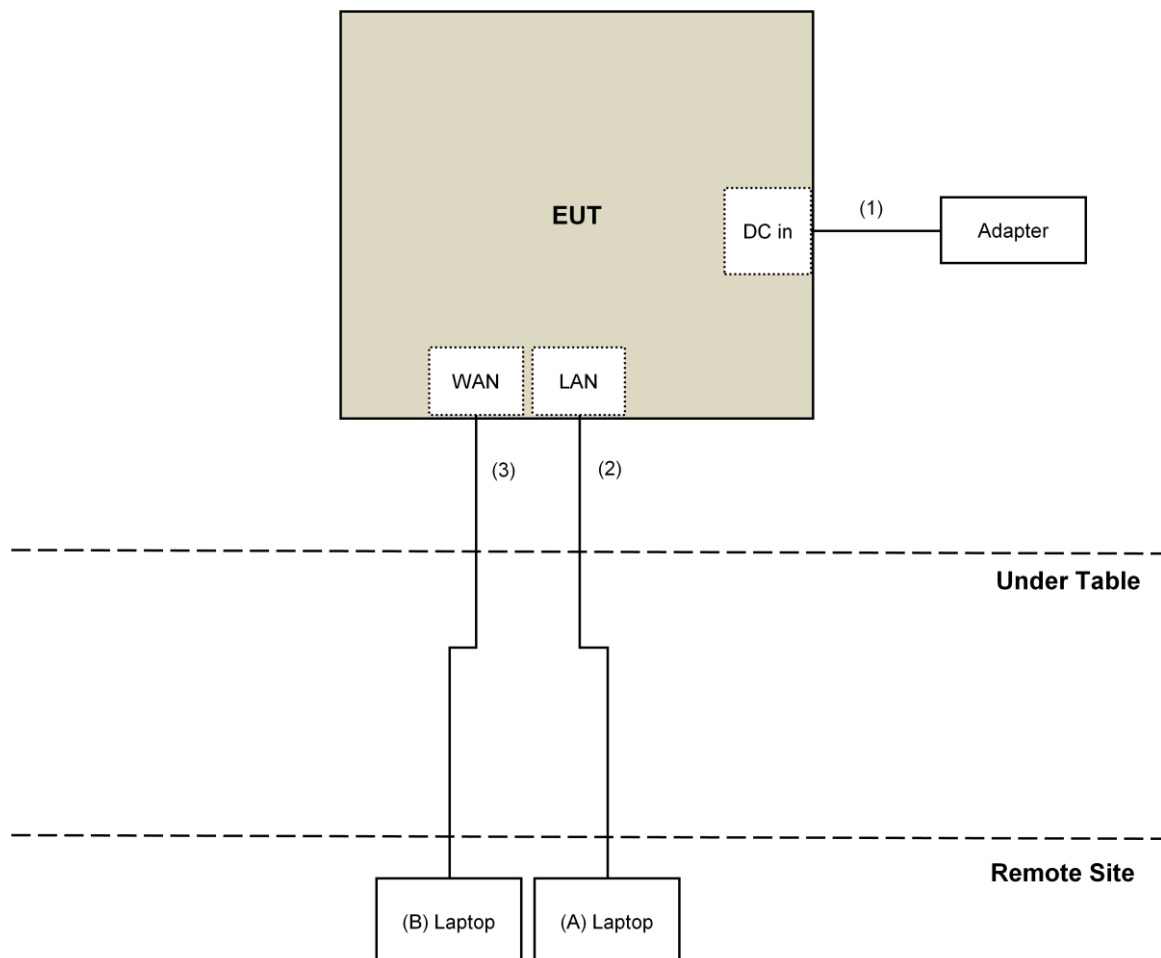 EUT
DC in
(1)
Adapter
WAN
LAN
(3)
(2)
Under Table
Remote Site
(B) Laptop
(A) Laptop